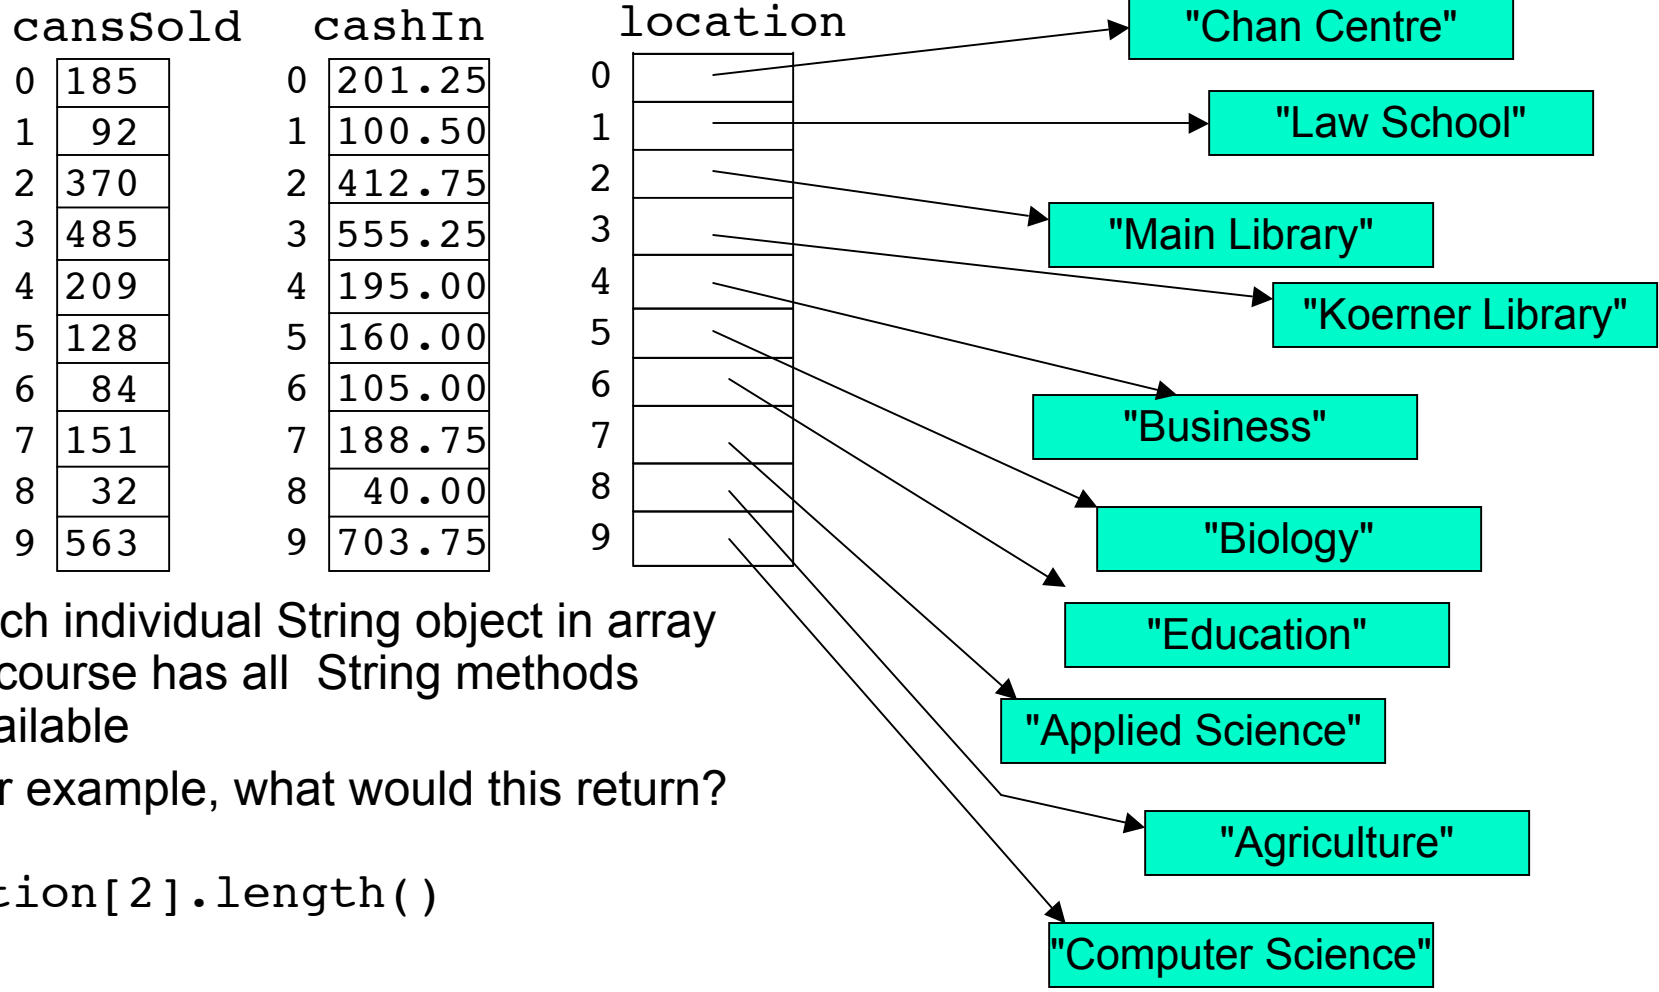 cansSold cashIn location
0 185 0 201.25 0 "Chan Centre"
1 92 1 100.50 1 "Law School"
2 370 2 412.75 2 "Main Library"
3 485 3 555.25 3 "Koerner Library"
4 209 4 195.00 4 "Business"
5 128 5 160.00 5 "Biology"
6 84 6 105.00 6 "Education"
7 151 7 188.75 7 "Applied Science"
8 32 8 40.00 8 "Agriculture"
9 563 9 703.75 9 "Computer Science"
ch individual String object in array
course has all String methods
ailable
r example, what would this return?
tion[2].length()